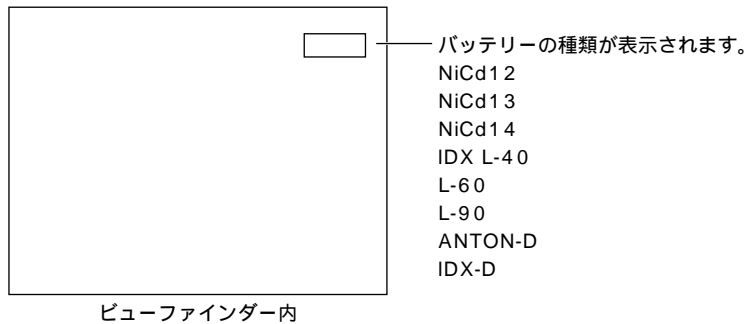 バッテリーの種類が表示されます。
NiCd12
NiCd13
NiCd14
IDX L-40
L-60
L-90
ANTON-D
IDX-D
ビューファインダー内